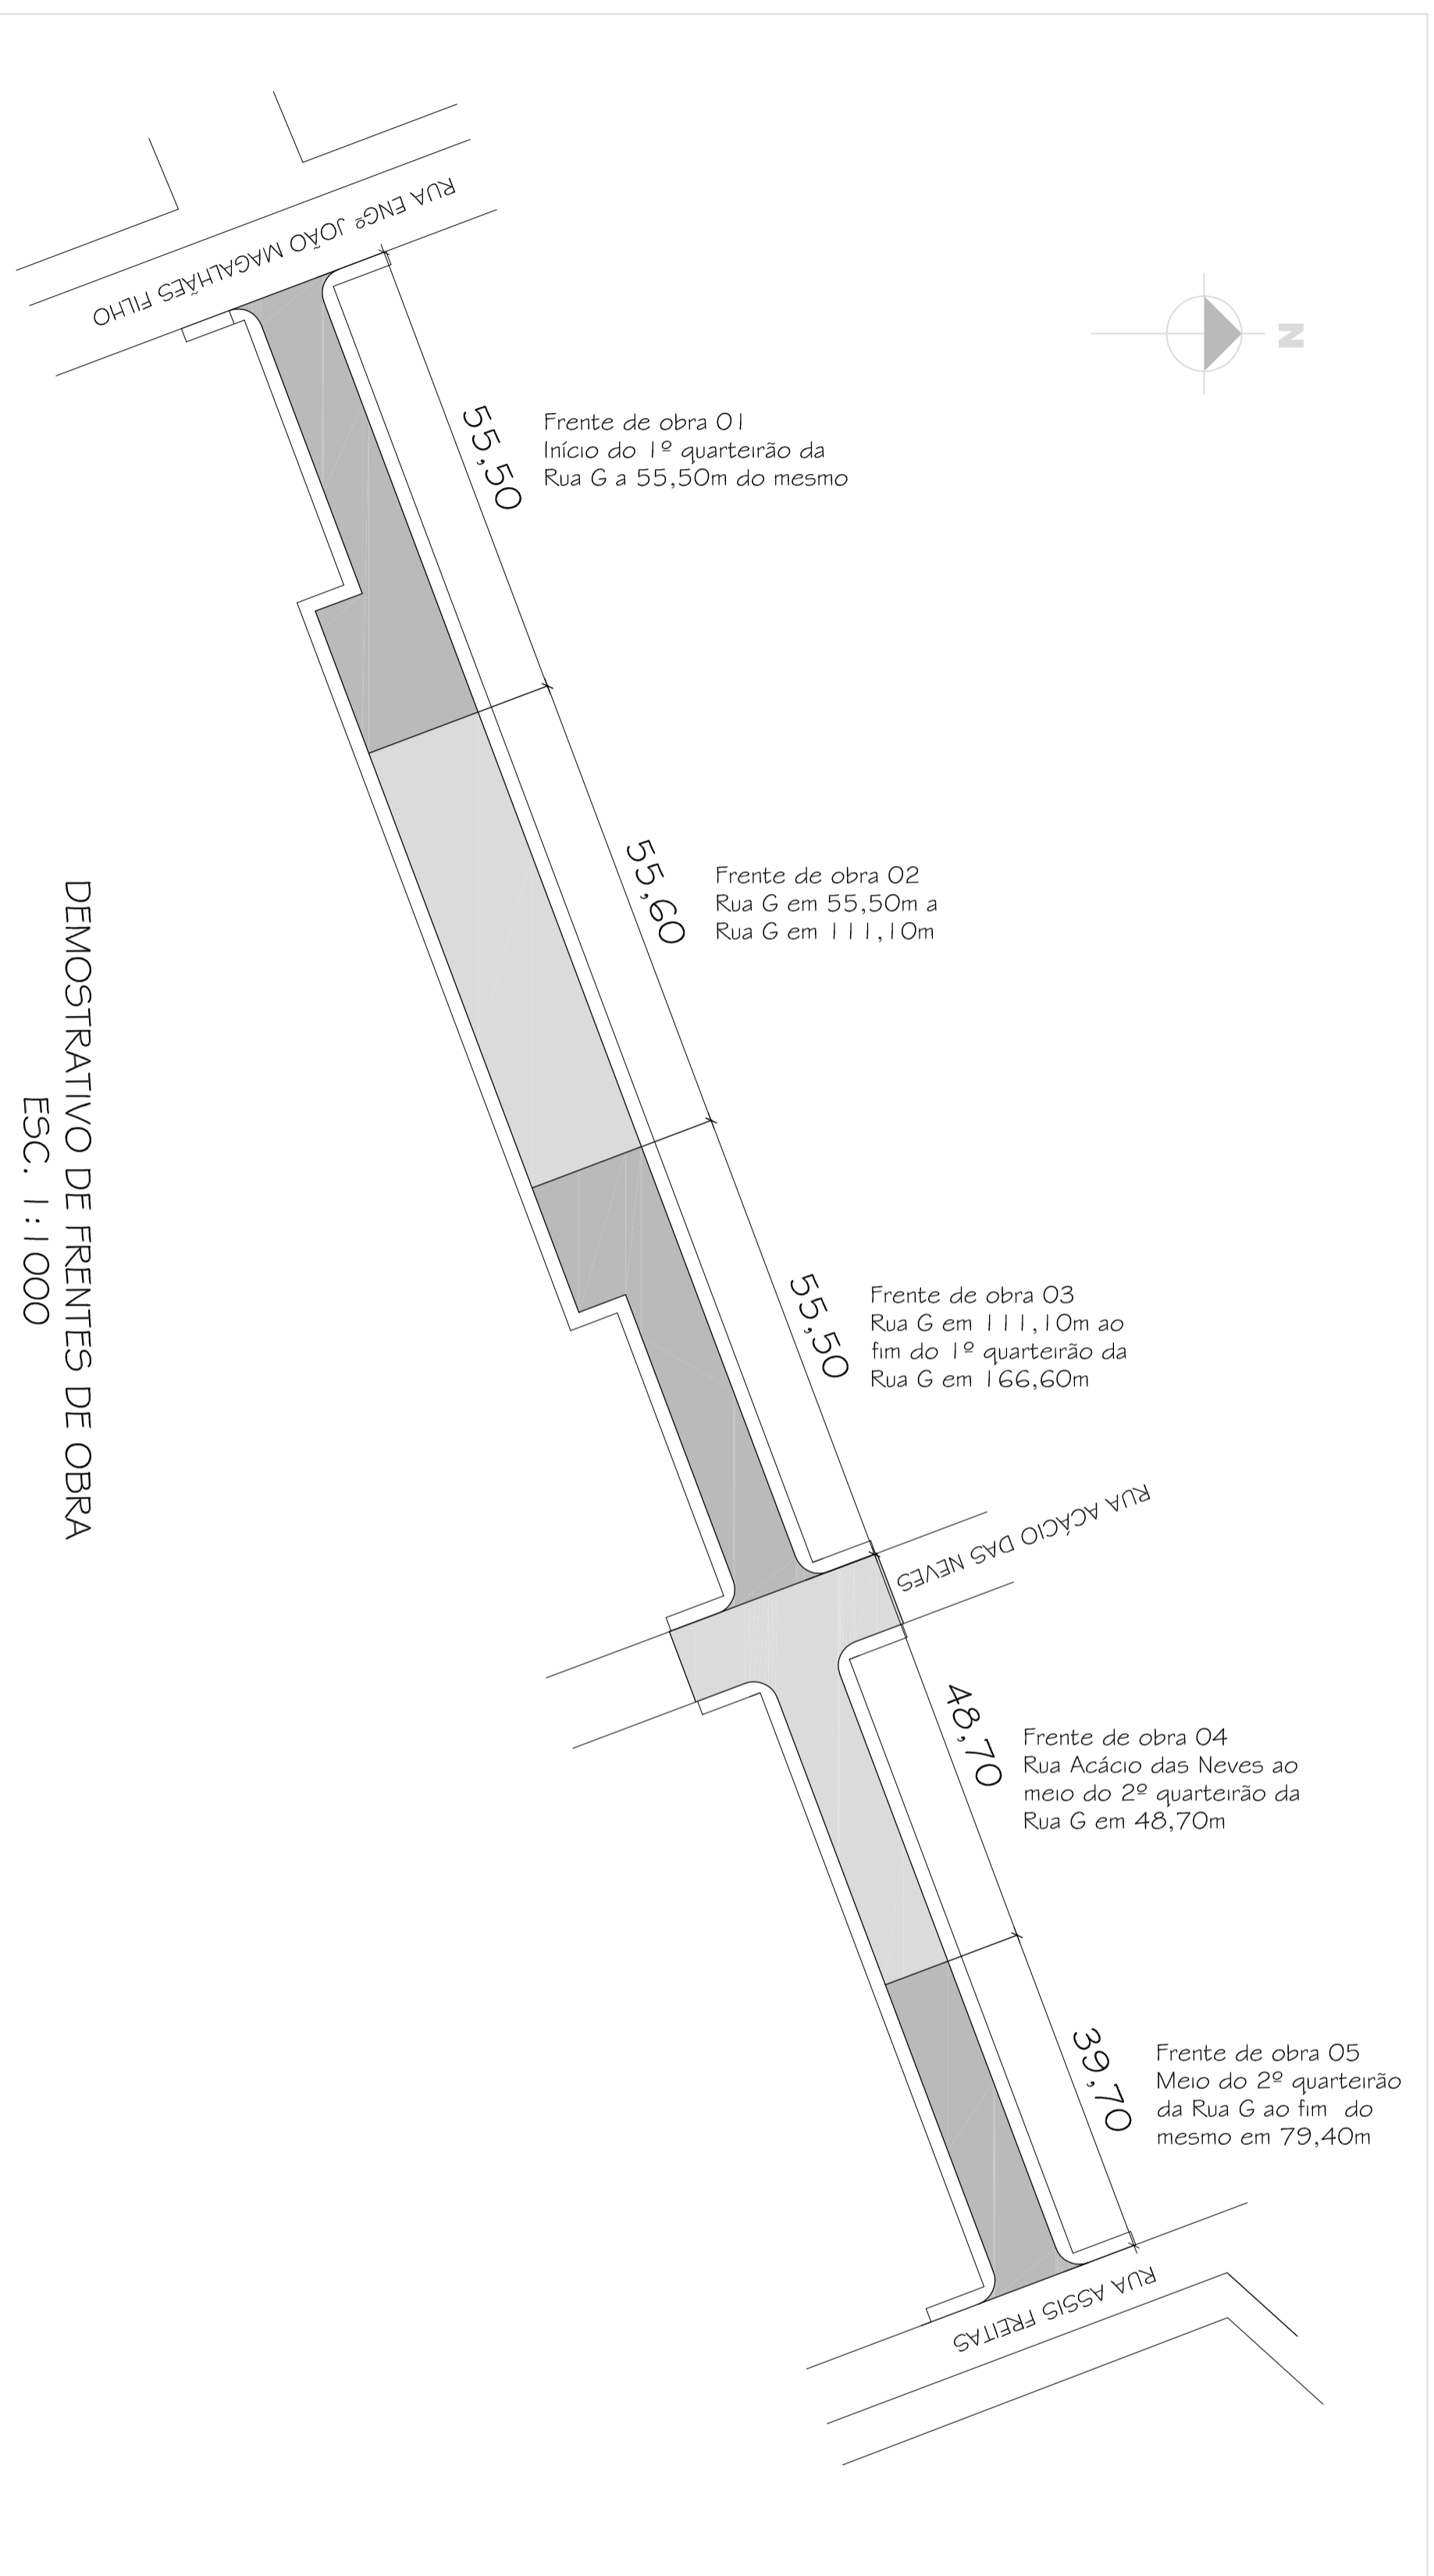 RUA ENGº JOÃO MAGALHÃES FILHO
N
55,50
Frente de obra 01
Início do 1º quarteirão da
Rua G a 55,50m do mesmo
55,60
Frente de obra 02
Rua G em 55,50m a
Rua G em 111,10m
55,50
Frente de obra 03
Rua G em 111,10m ao
fim do 1º quarteirão da
Rua G em 166,60m
RUA ACÁCIO DAS NEVES
48,70
Frente de obra 04
Rua Acácio das Neves ao
meio do 2º quarteirão da
Rua G em 48,70m
39,70
Frente de obra 05
Meio do 2º quarteirão
da Rua G ao fim do
mesmo em 79,40m
RUA ASSIS FREITAS
DEMOSTRATIVO DE FRENTES DE OBRA
ESC. 1:1000